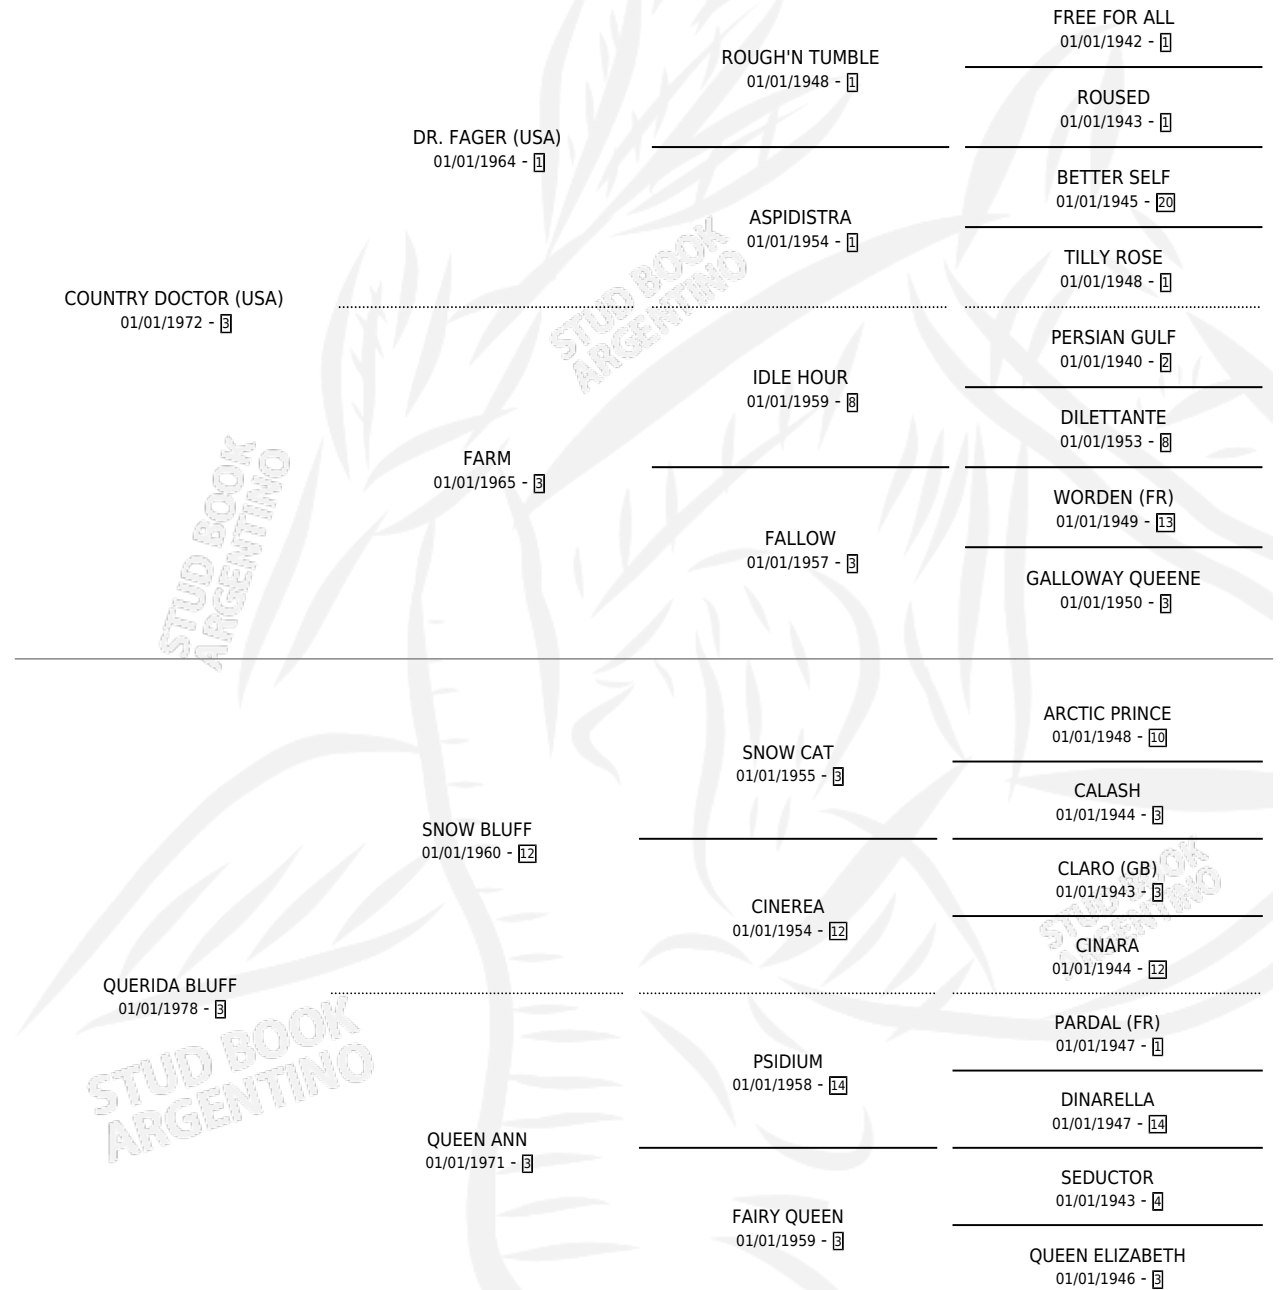 FREE FOR ALL
01/01/1942 - 1
ROUGH'N TUMBLE
01/01/1948 - 1
ROUSED
01/01/1943 - 1
DR. FAGER (USA)
01/01/1964 - 1
BETTER SELF
01/01/1945 - 20
ASPIDISTRA
01/01/1954 - 1
TILLY ROSE
01/01/1948 - 1
COUNTRY DOCTOR (USA)
01/01/1972 - 3
PERSIAN GULF
01/01/1940 - 2
IDLE HOUR
01/01/1959 - 8
DILETTANTE
01/01/1953 - 8
FARM
01/01/1965 - 3
WORDEN (FR)
01/01/1949 - 13
FALLOW
01/01/1957 - 3
GALLOWAY QUEENE
01/01/1950 - 3
ARCTIC PRINCE
01/01/1948 - 10
SNOW CAT
01/01/1955 - 3
CALASH
01/01/1944 - 3
SNOW BLUFF
01/01/1960 - 12
CLARO (GB)
01/01/1943 - 3
CINEREA
01/01/1954 - 12
CINARA
01/01/1944 - 12
QUERIDA BLUFF
01/01/1978 - 3
PARDAL (FR)
01/01/1947 - 1
PSIDIUM
01/01/1958 - 14
DINARELLA
01/01/1947 - 14
QUEEN ANN
01/01/1971 - 3
SEDUCTOR
01/01/1943 - 4
FAIRY QUEEN
01/01/1959 - 3
QUEEN ELIZABETH
01/01/1946 - 3
STUD BOOK
ARGENTINO
STUD BOOK
ARGENTINO
STUD BOOK
ARGENTINO
STUD BOOK
ARGENTINO